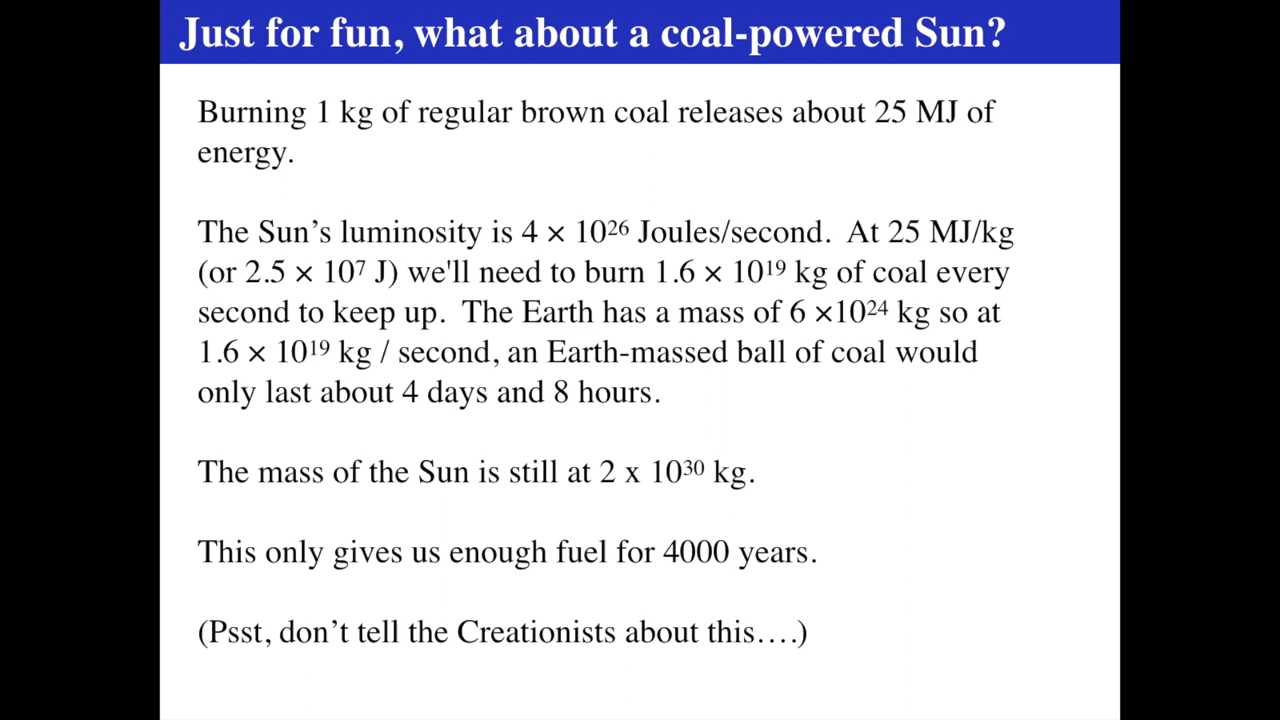 Just for fun, what about a coal-powered Sun?
Burning 1 kg of regular brown coal releases about 25 MJ of
energy.
The Sun’s luminosity is 4 × 10²⁶ Joules/second.  At 25 MJ/kg
(or 2.5 × 10⁷ J) we'll need to burn 1.6 × 10¹⁹ kg of coal every
second to keep up.  The Earth has a mass of 6 ×10²⁴ kg so at
1.6 × 10¹⁹ kg / second, an Earth-massed ball of coal would
only last about 4 days and 8 hours.
The mass of the Sun is still at 2 x 10³⁰ kg.
This only gives us enough fuel for 4000 years.
(Psst, don’t tell the Creationists about this….)